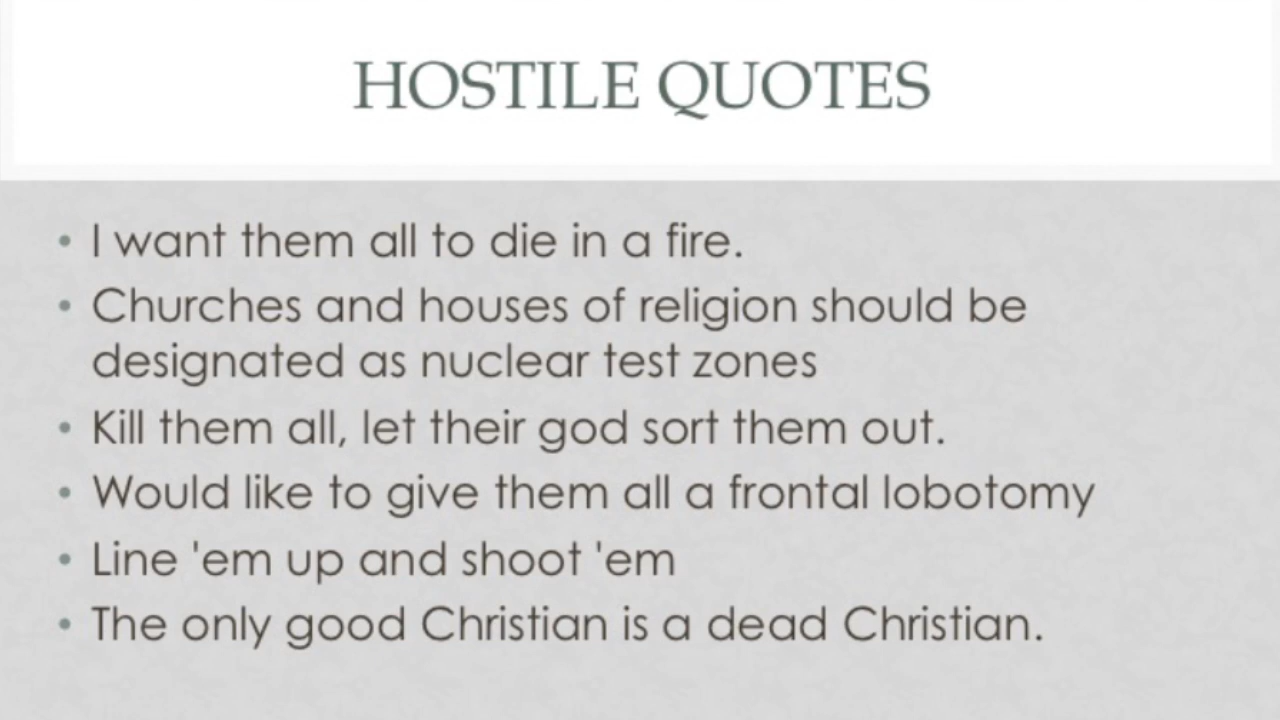 HOSTILE QUOTES
• I want them all to die in a fire.
• Churches and houses of religion should be
designated as nuclear test zones
• Kill them all, let their god sort them out.
• Would like to give them all a frontal lobotomy
• Line 'em up and shoot 'em
• The only good Christian is a dead Christian.